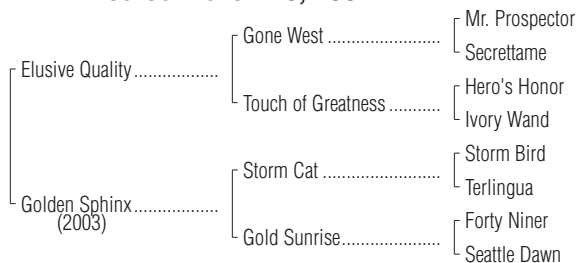 Mr. Prospector
Gone West
Secrettame
Elusive Quality
Hero's Honor
Touch of Greatness
Ivory Wand
Storm Bird
Storm Cat
Terlingua
Golden Sphinx
(2003)
Forty Niner
Gold Sunrise
Seattle Dawn